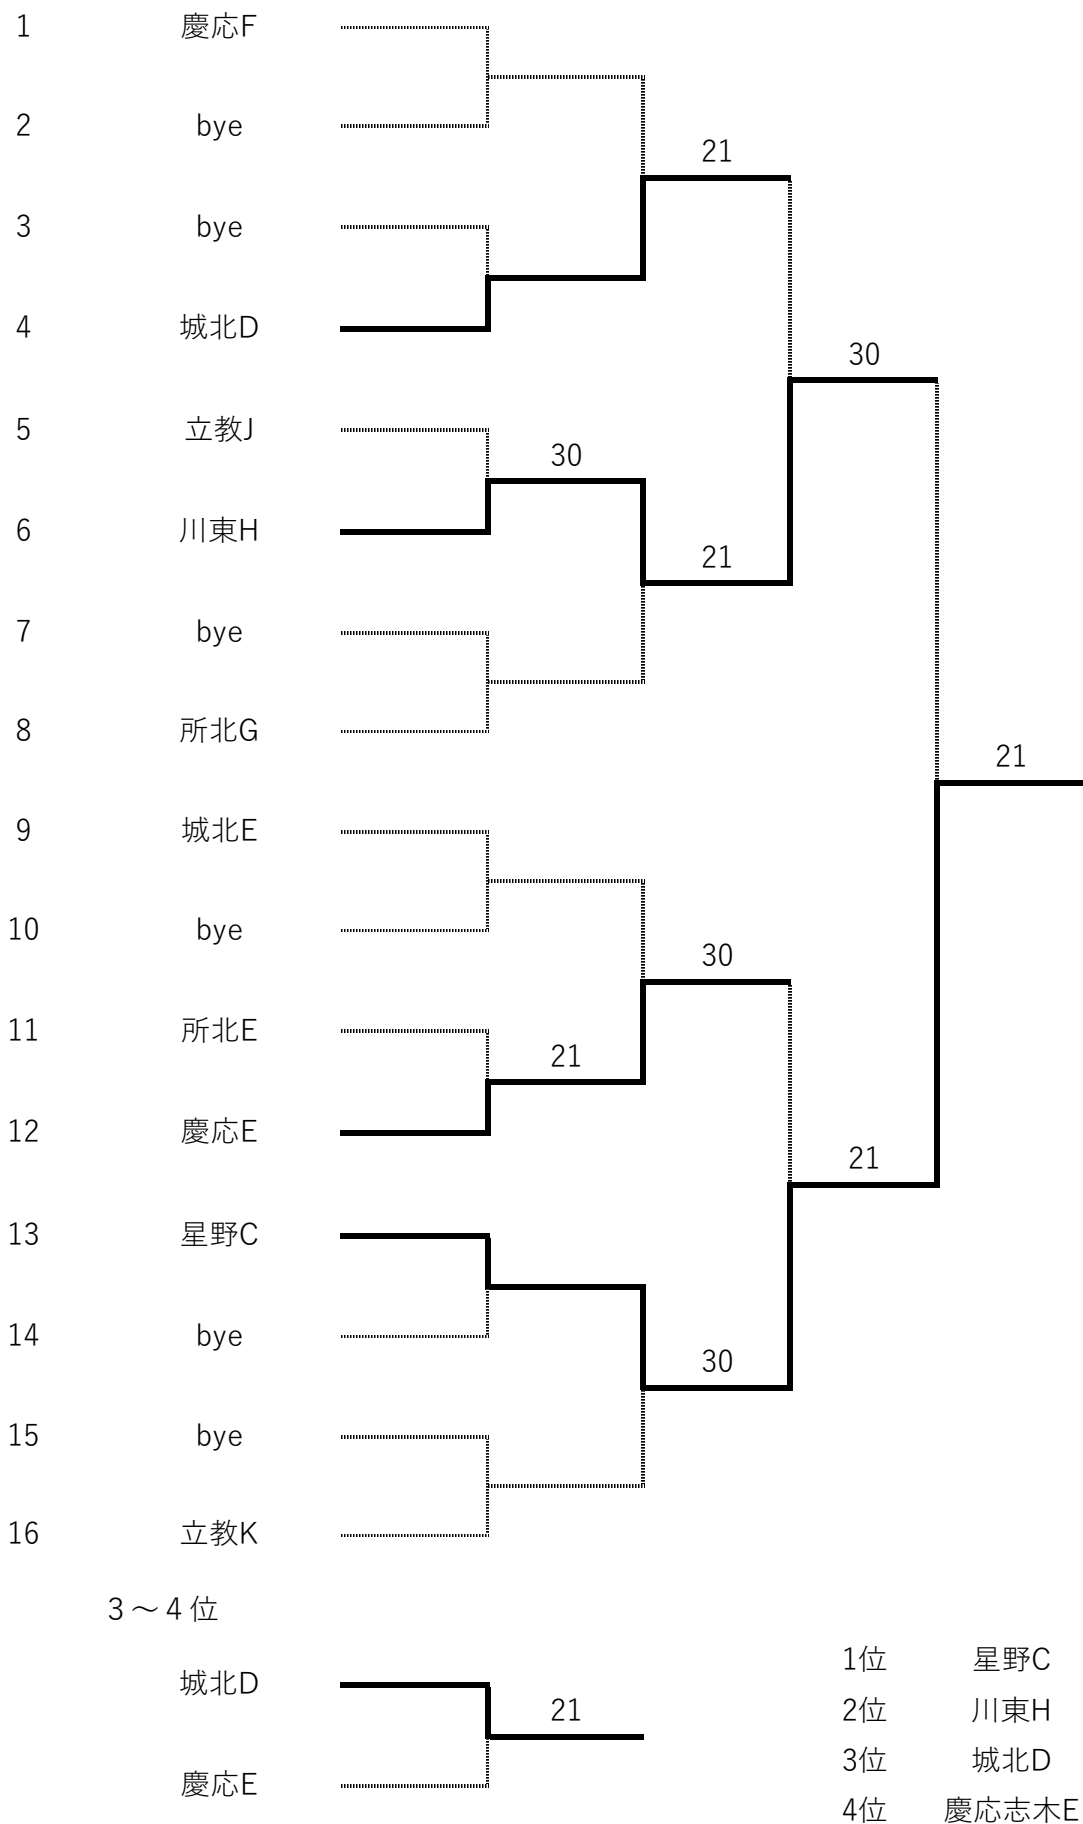 1 慶応F
2 bye
21
3 bye
4 城北D
30
5 立教J
30
6 川東H
21
7 bye
8 所北G
21
9 城北E
10 bye
30
11 所北E
21
12 慶応E
21
13 星野C
14 bye
30
15 bye
16 立教K
3～4位
1位 星野C
城北D
2位 川東H
21
3位 城北D
慶応E
4位 慶応志木E